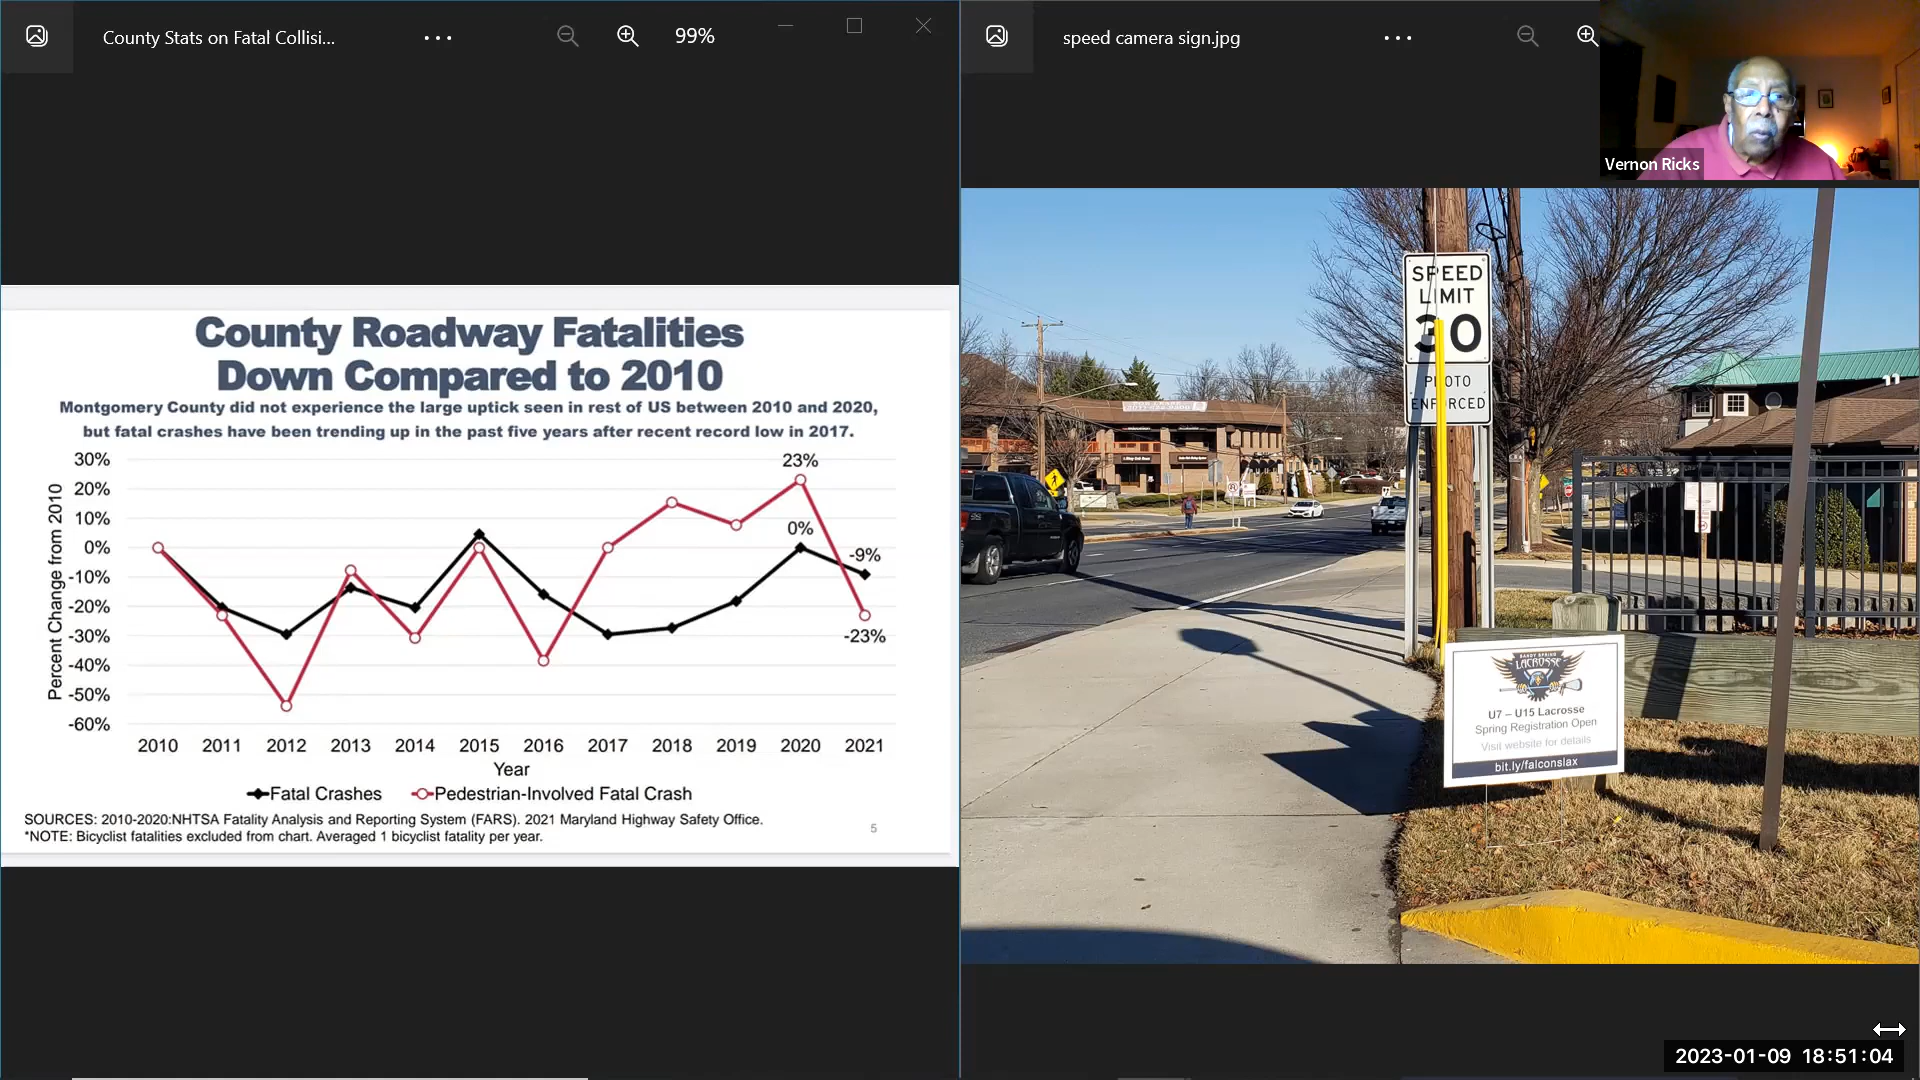 County Stats on Fatal Collisi...
99%
speed camera sign.jpg
Vernon Ricks
County Roadway Fatalities
Down Compared to 2010
Montgomery County did not experience the large uptick seen in rest of US between 2010 and 2020,
but fatal crashes have been trending up in the past five years after recent record low in 2017.
Percent Change from 2010
30%
20%
10%
0%
-10%
-20%
-30%
-40%
-50%
-60%
23%
0%
-9%
-23%
2010 2011 2012 2013 2014 2015 2016 2017 2018 2019 2020 2021
Year
Fatal Crashes Pedestrian-Involved Fatal Crash
SOURCES: 2010-2020:NHTSA Fatality Analysis and Reporting System (FARS). 2021 Maryland Highway Safety Office.
*NOTE: Bicyclist fatalities excluded from chart. Averaged 1 bicyclist fatality per year.
5
SPEED
LIMIT
30
PHOTO
ENFORCED
SANDY SPRING
LACROSSE
U7 – U15 Lacrosse
Spring Registration Open
Visit website for details
bit.ly/falconslax
2023-01-09 18:51:04